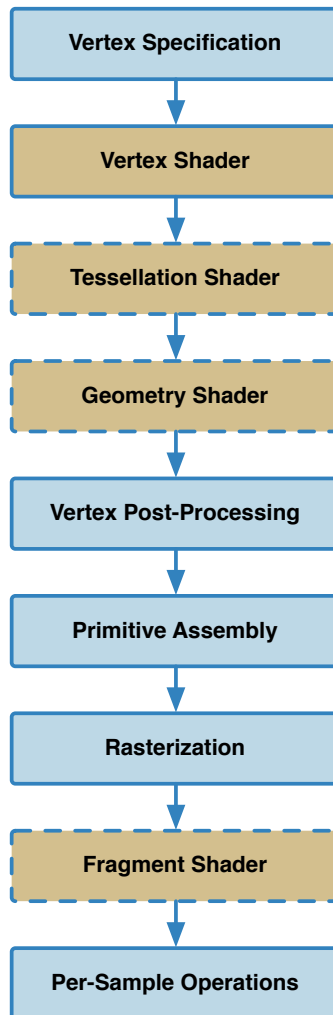 Vertex Specification
Vertex Shader
Tessellation Shader
Geometry Shader
Vertex Post-Processing
Primitive Assembly
Rasterization
Fragment Shader
Per-Sample Operations